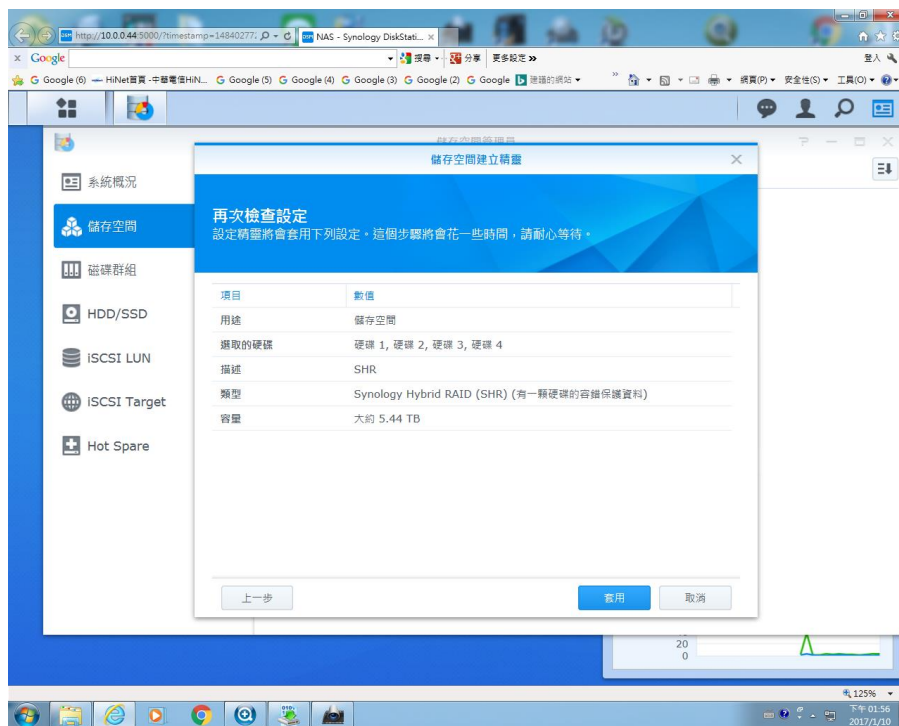 http://10.0.0.44:5000/?timestamp=14840277
NAS - Synology DiskStati...
Google
搜尋
分享
更多設定 »
登入
Google (6)
HiNet首頁 -中華電信HiN...
Google (5)
Google (4)
Google (3)
Google (2)
Google
建議的網站
»
網頁(P)
安全性(S)
工具(O)
儲存空間管理員
儲存空間建立精靈
系統概況
儲存空間
磁碟群組
HDD/SSD
iSCSI LUN
iSCSI Target
Hot Spare
再次檢查設定
設定精靈將會套用下列設定。這個步驟將會花一些時間，請耐心等待。
項目 數值
用途 儲存空間
選取的硬碟 硬碟 1, 硬碟 2, 硬碟 3, 硬碟 4
描述 SHR
類型 Synology Hybrid RAID (SHR) (有一顆硬碟的容錯保護資料)
容量 大約 5.44 TB
上一步
套用
取消
20
0
125%
下午 01:56
2017/1/10